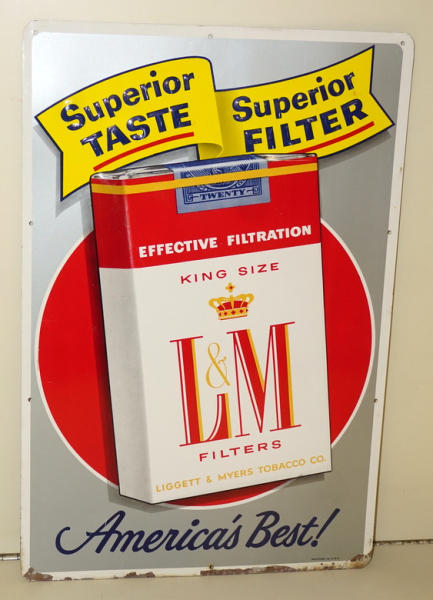 Superior
TASTE
Superior
FILTER
TWENTY
EFFECTIVE FILTRATION
KING SIZE
L&M
FILTERS
LIGGETT & MYERS TOBACCO CO.
America's Best!